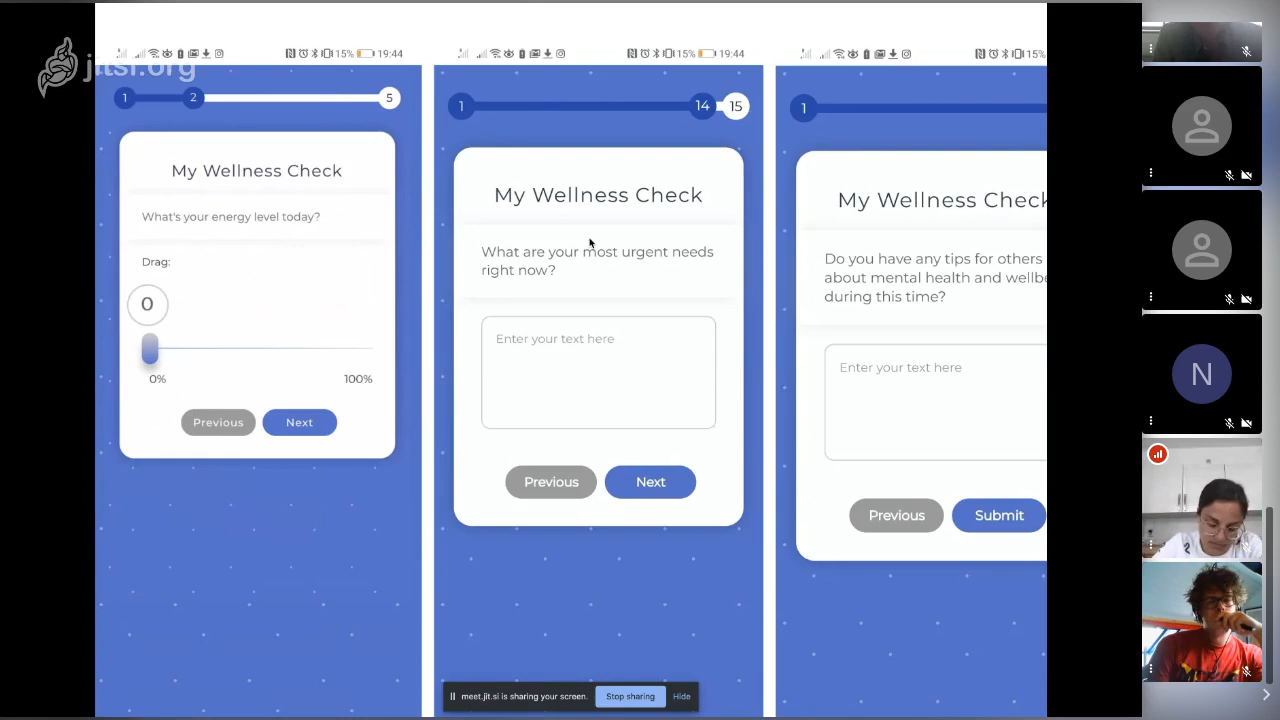 jitsi.org
15% 19:44
1 2 5
My Wellness Check
What's your energy level today?
Drag:
0
0% 100%
Previous Next
15% 19:44
1 14 15
My Wellness Check
What are your most urgent needs
right now?
Enter your text here
Previous Next
15%
1
My Wellness Check
Do you have any tips for others
about mental health and wellbe
during this time?
Enter your text here
Previous Submit
meet.jit.si is sharing your screen. Stop sharing Hide
N